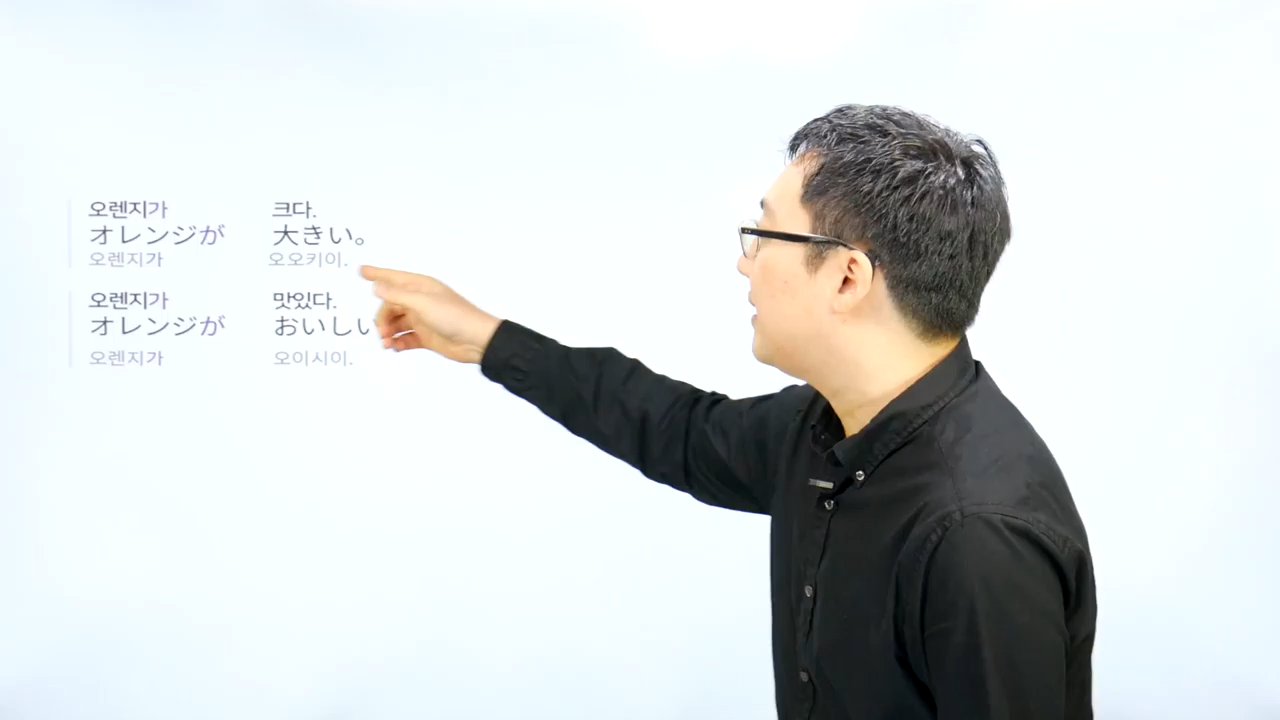 오렌지가 크다.
オレンジが 大きい。
오렌지가 오오키이.
오렌지가 맛있다.
オレンジが おいしい
오렌지가 오이시이.